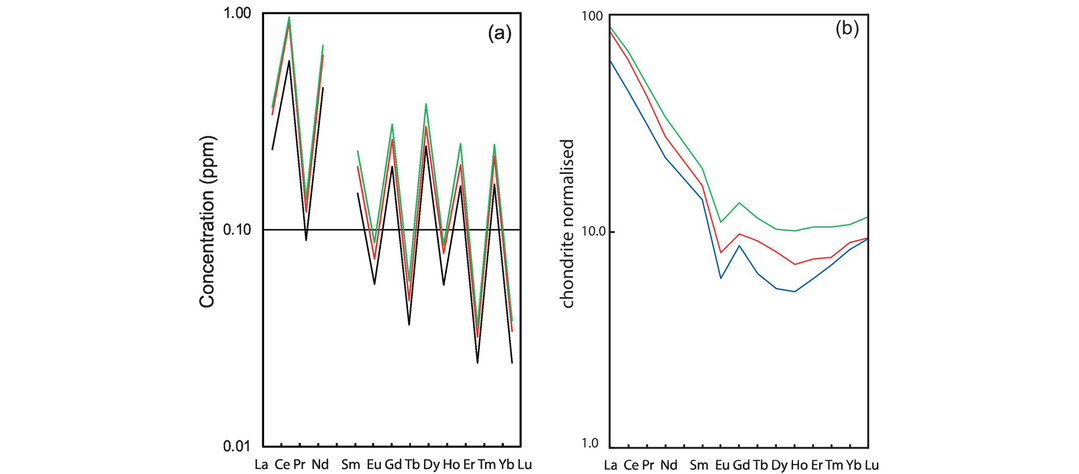 1.00
0.10
0.01
Concentration (ppm)
(a)
La Ce Pr Nd Sm Eu Gd Tb Dy Ho Er Tm Yb Lu
100
10.0
1.0
chondrite normalised
(b)
La Ce Pr Nd Sm Eu Gd Tb Dy Ho Er Tm Yb Lu